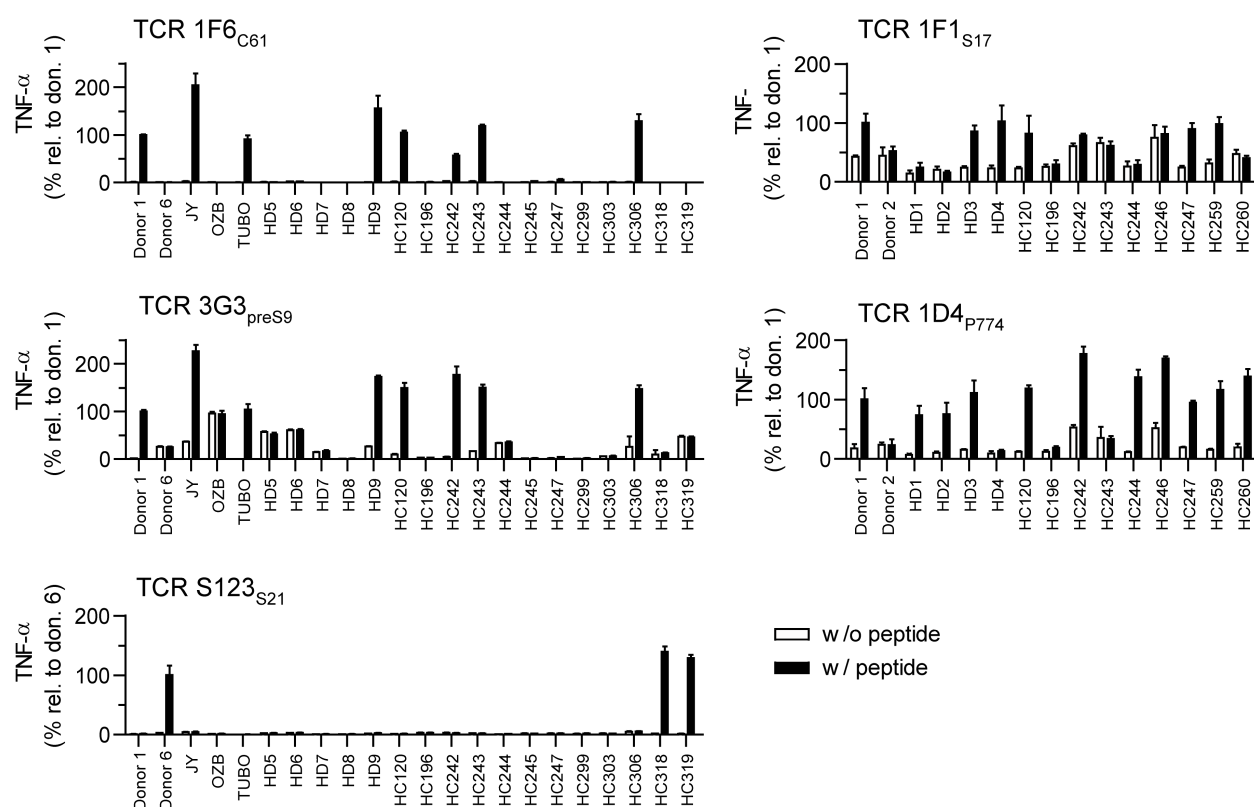 TCR 1F6C61
TNF-α
(% rel. to don. 1)
200
100
0
Donor 1
Donor 6
JY
OZB
TUBO
HD5
HD6
HD7
HD8
HD9
HC120
HC196
HC242
HC243
HC244
HC245
HC247
HC299
HC303
HC306
HC318
HC319
TCR 1F1S17
TNF-
(% rel. to don. 1)
200
100
0
Donor 1
Donor 2
HD1
HD2
HD3
HD4
HC120
HC196
HC242
HC243
HC244
HC246
HC247
HC259
HC260
TCR 3G3preS9
TNF-α
(% rel. to don. 1)
200
100
0
Donor 1
Donor 6
JY
OZB
TUBO
HD5
HD6
HD7
HD8
HD9
HC120
HC196
HC242
HC243
HC244
HC245
HC247
HC299
HC303
HC306
HC318
HC319
TCR 1D4P774
TNF-α
(% rel. to don. 1)
200
100
0
Donor 1
Donor 2
HD1
HD2
HD3
HD4
HC120
HC196
HC242
HC243
HC244
HC246
HC247
HC259
HC260
TCR S123S21
TNF-α
(% rel. to don. 6)
200
100
0
Donor 1
Donor 6
JY
OZB
TUBO
HD5
HD6
HD7
HD8
HD9
HC120
HC196
HC242
HC243
HC244
HC245
HC247
HC299
HC303
HC306
HC318
HC319
w/o peptide
w/ peptide